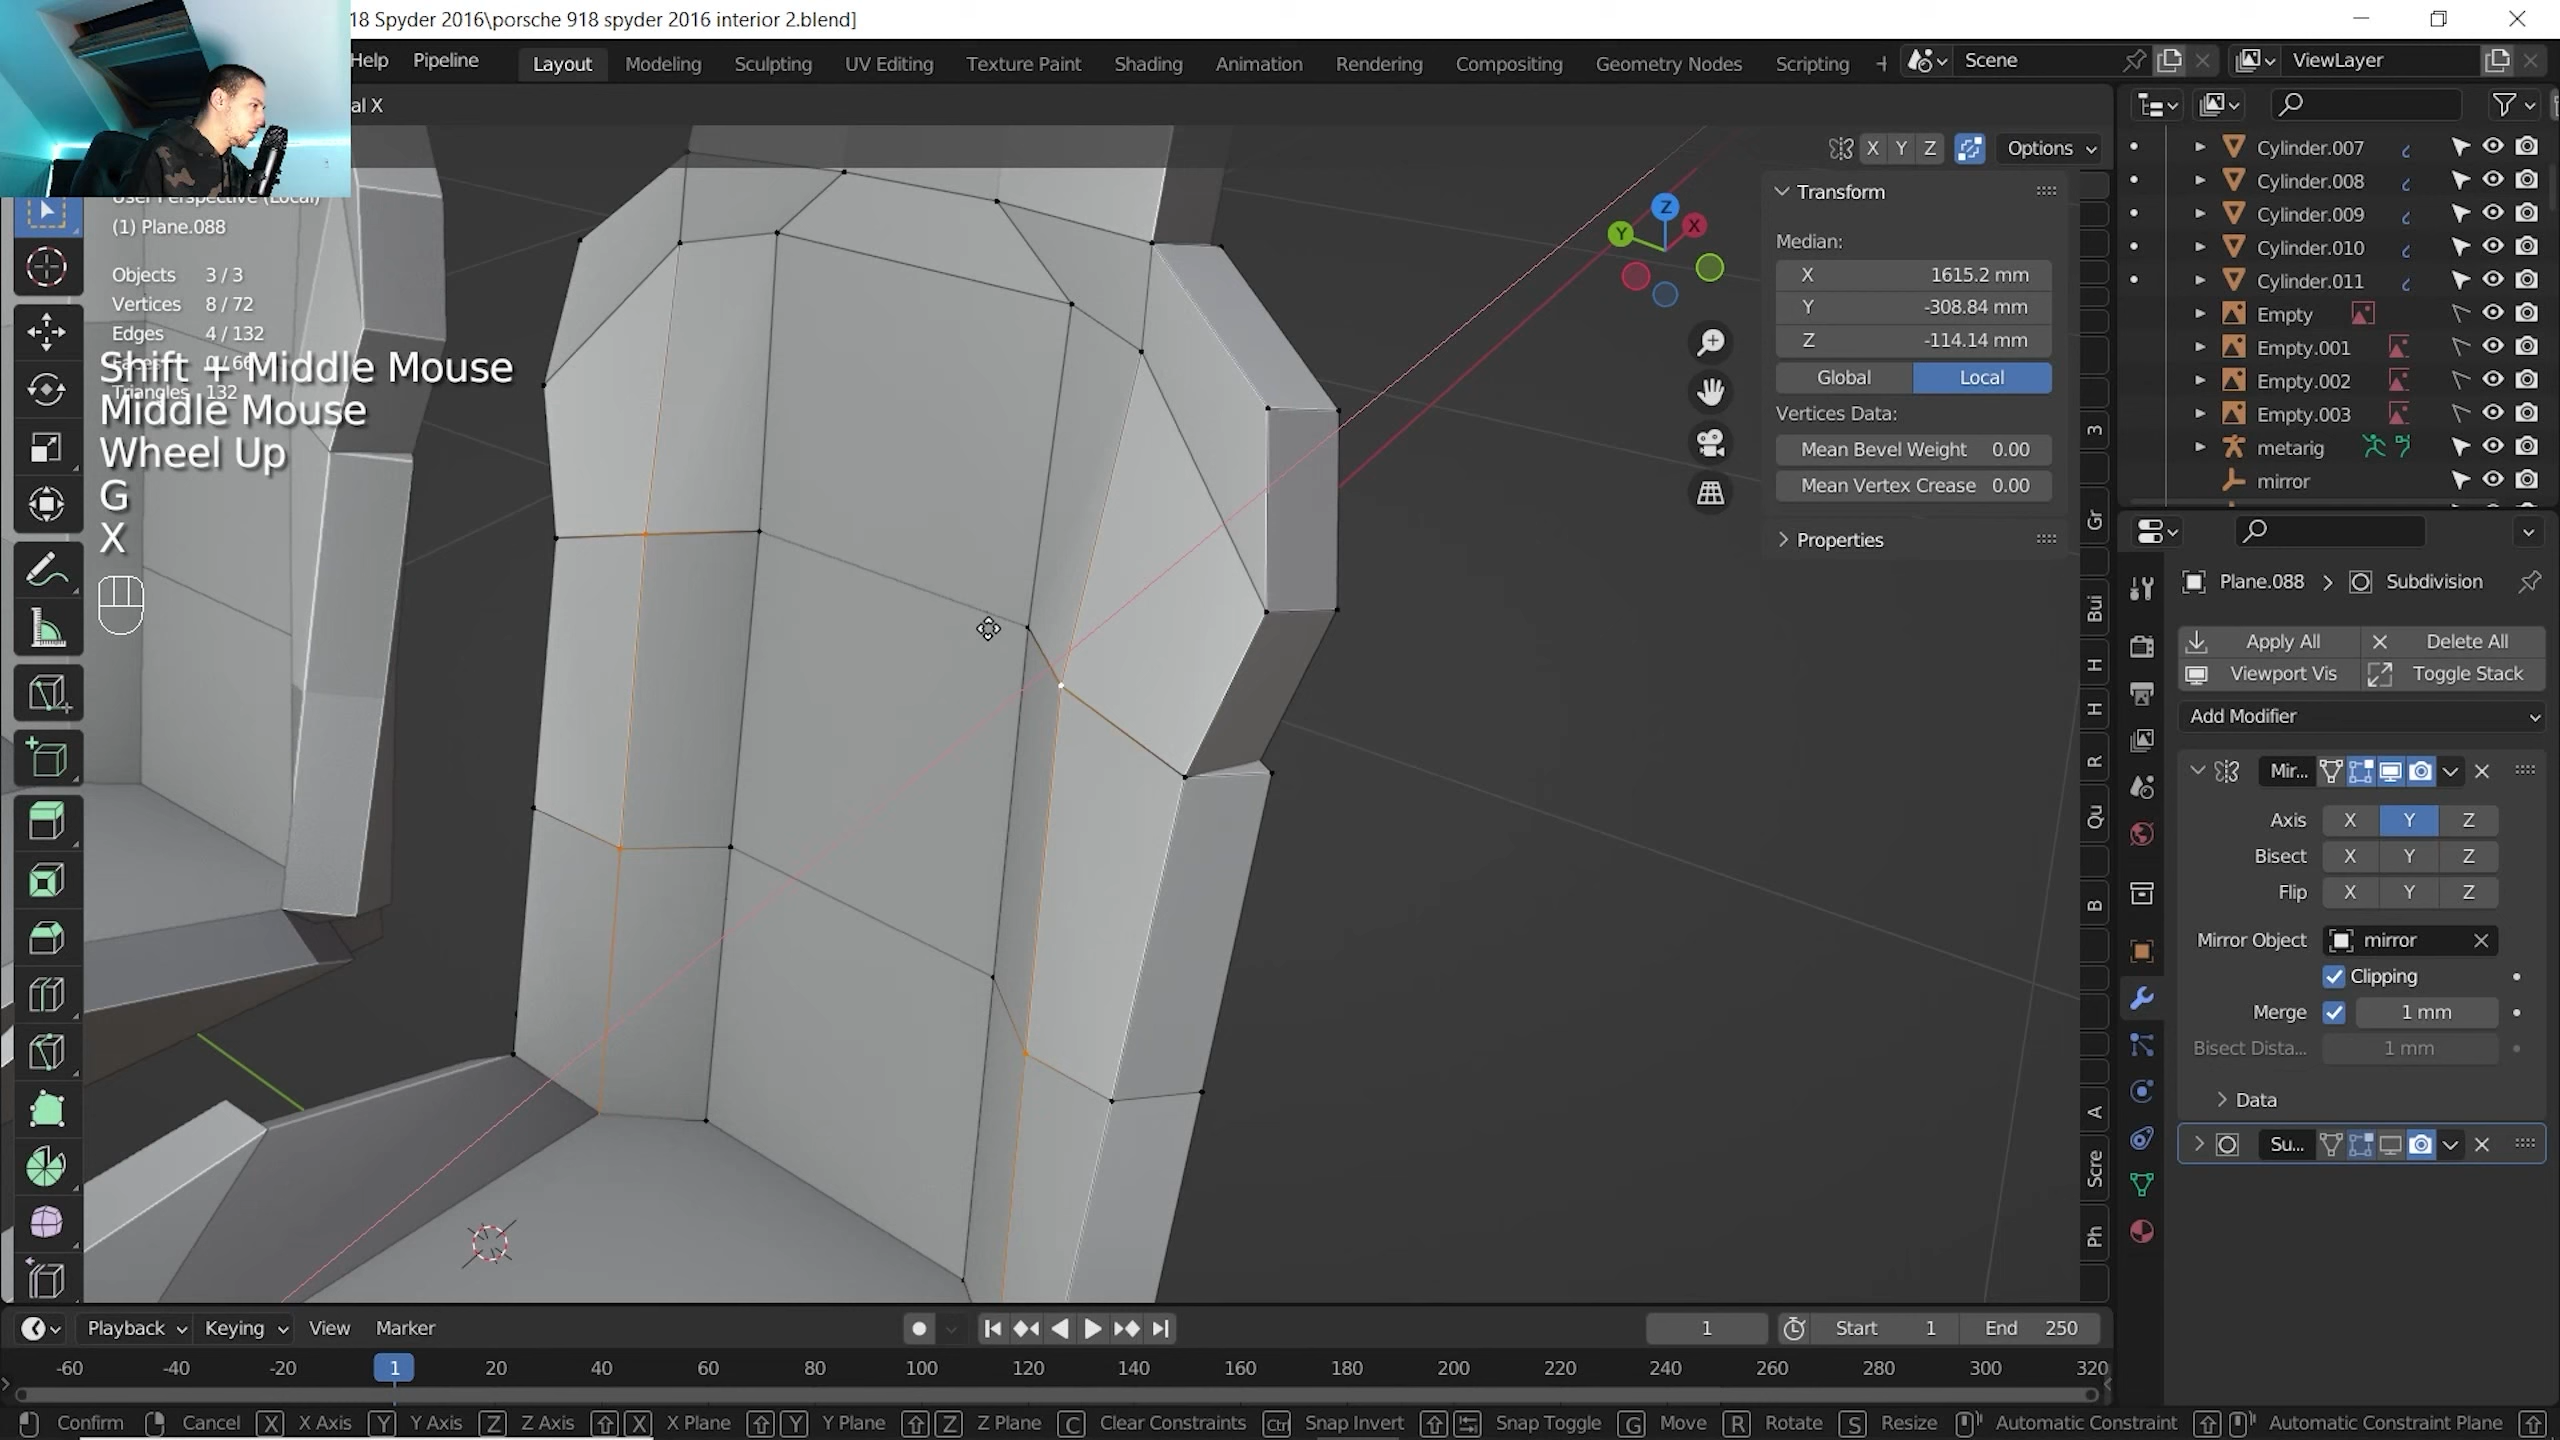 18 Spyder 2016\porsche 918 spyder 2016 interior 2.blend]
Help Pipeline Layout Modeling Sculpting UV Editing Texture Paint Shading Animation Rendering Compositing Geometry Nodes Scripting + Scene ViewLayer
al X
X Y Z Options
(1) Plane.088
Objects 3 / 3
Vertices 8 / 72
Edges 4 / 132
Triangles 132
Shift + Middle Mouse
Middle Mouse
Wheel Up
G
X
Z
Y
X
Transform
Median:
X 1615.2 mm
Y -308.84 mm
Z -114.14 mm
Global Local
Vertices Data:
Mean Bevel Weight 0.00
Mean Vertex Crease 0.00
Properties
3
Gr
Bui
H
H
R
Qu
B
A
Scre
Ph
Cylinder.007
Cylinder.008
Cylinder.009
Cylinder.010
Cylinder.011
Empty
Empty.001
Empty.002
Empty.003
metarig
mirror
Plane.088 > Subdivision
Apply All Delete All
Viewport Vis Toggle Stack
Add Modifier
Mir...
Axis X Y Z
Bisect X Y Z
Flip X Y Z
Mirror Object mirror
Clipping
Merge 1 mm
Bisect Dista... 1 mm
Data
Su...
Playback Keying View Marker 1 Start 1 End 250
-60 -40 -20 1 20 40 60 80 100 120 140 160 180 200 220 240 260 280 300 320
Confirm Cancel X X Axis Y Y Axis Z Z Axis X X Plane Y Y Plane Z Z Plane C Clear Constraints Ctrl Snap Invert Snap Toggle G Move R Rotate S Resize Automatic Constraint Automatic Constraint Plane